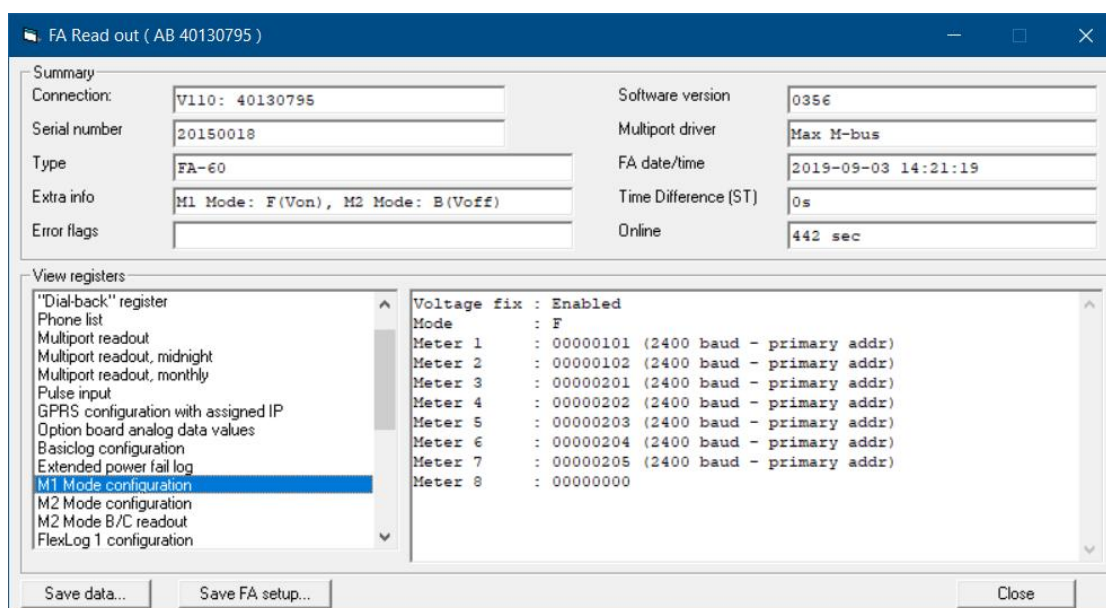 FA Read out ( AB 40130795 )
Summary
Connection: V110: 40130795
Software version 0356
Serial number 20150018
Multiport driver Max M-bus
Type FA-60
FA date/time 2019-09-03 14:21:19
Extra info M1 Mode: F(Von), M2 Mode: B(Voff)
Time Difference (ST) 0s
Error flags
Online 442 sec
View registers
"Dial-back" register
Phone list
Multiport readout
Multiport readout, midnight
Multiport readout, monthly
Pulse input
GPRS configuration with assigned IP
Option board analog data values
Basiclog configuration
Extended power fail log
M1 Mode configuration
M2 Mode configuration
M2 Mode B/C readout
FlexLog 1 configuration
Voltage fix : Enabled
Mode : F
Meter 1 : 00000101 (2400 baud - primary addr)
Meter 2 : 00000102 (2400 baud - primary addr)
Meter 3 : 00000201 (2400 baud - primary addr)
Meter 4 : 00000202 (2400 baud - primary addr)
Meter 5 : 00000203 (2400 baud - primary addr)
Meter 6 : 00000204 (2400 baud - primary addr)
Meter 7 : 00000205 (2400 baud - primary addr)
Meter 8 : 00000000
Save data...
Save FA setup...
Close